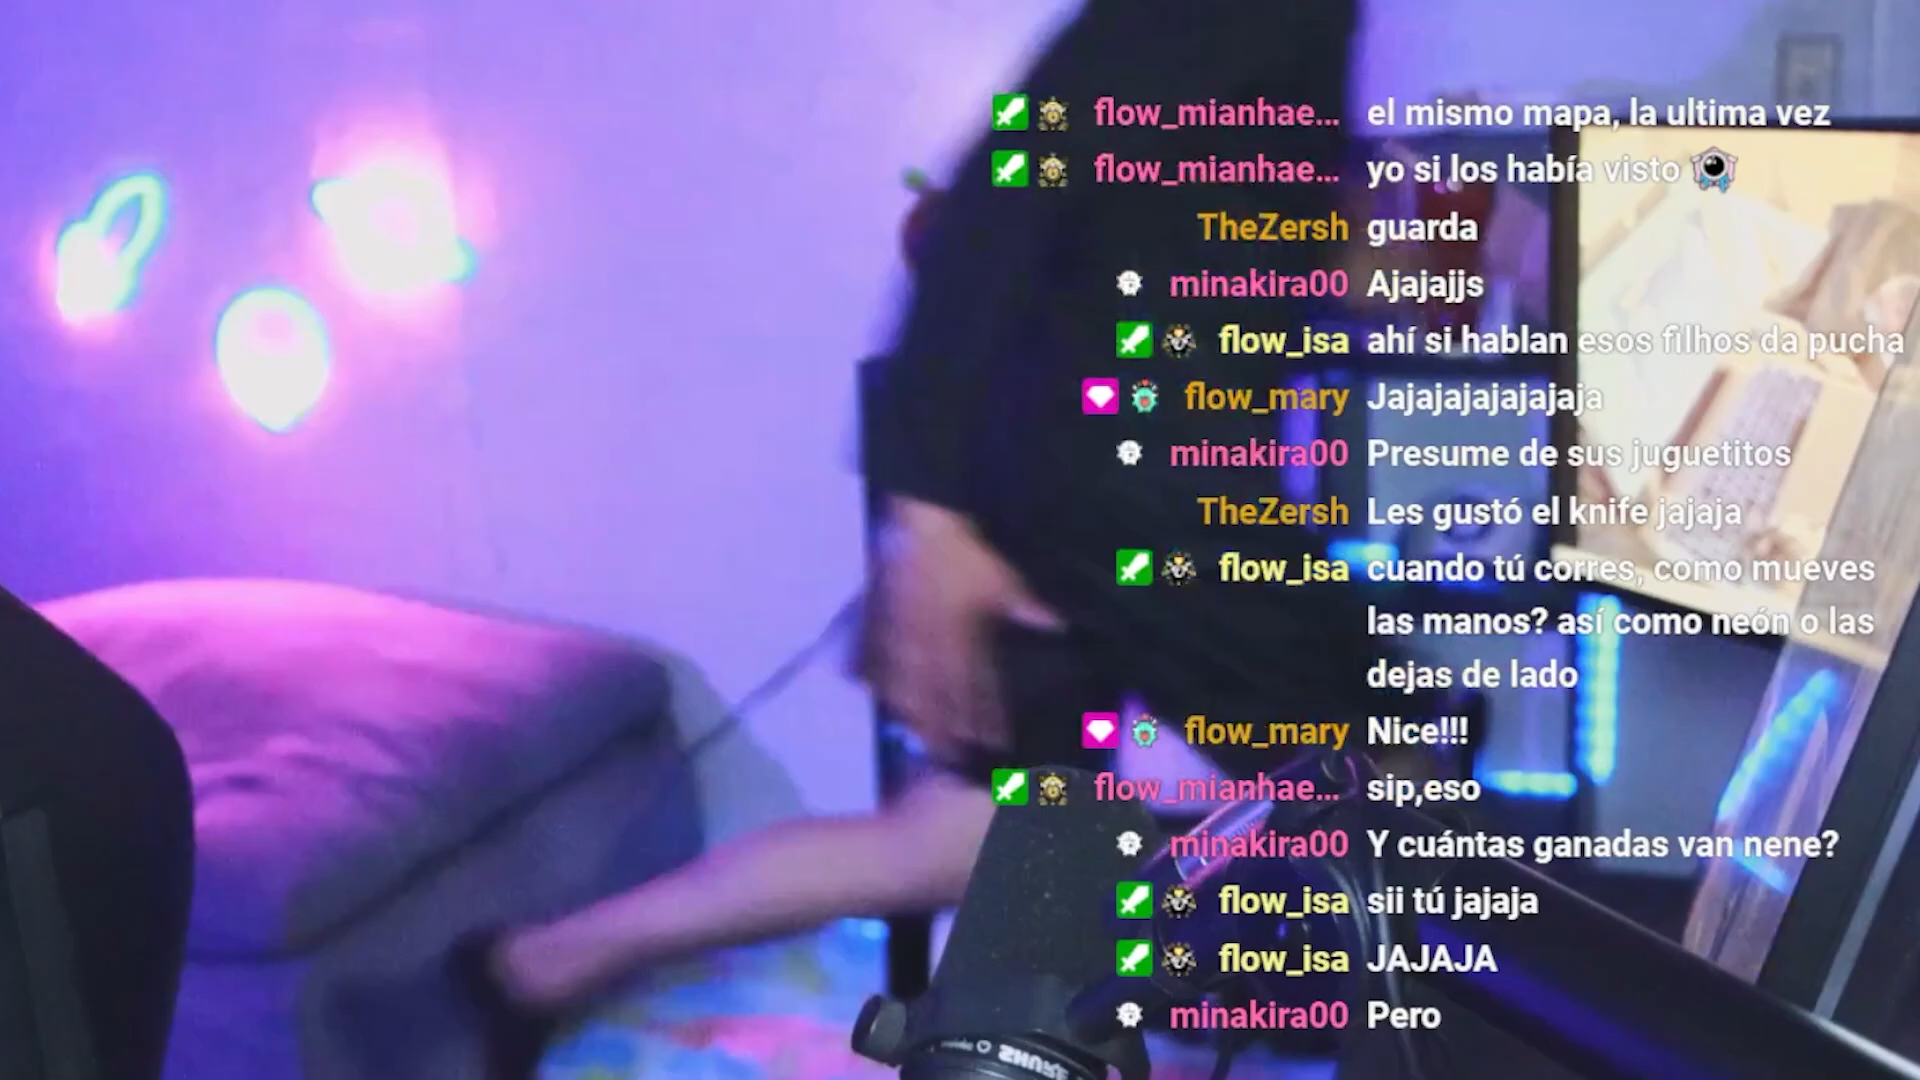 flow_mianhae... el mismo mapa, la ultima vez
flow_mianhae... yo si los había visto
TheZersh guarda
minakira00 Ajajajjs
flow_isa ahí si hablan esos filhos da pucha
flow_mary Jajajajajajajaja
minakira00 Presume de sus juguetitos
TheZersh Les gustó el knife jajaja
flow_isa cuando tú corres, como mueves
las manos? así como neón o las
dejas de lado
flow_mary Nice!!!
flow_mianhae... sip,eso
minakira00 Y cuántas ganadas van nene?
flow_isa sii tú jajaja
flow_isa JAJAJA
minakira00 Pero